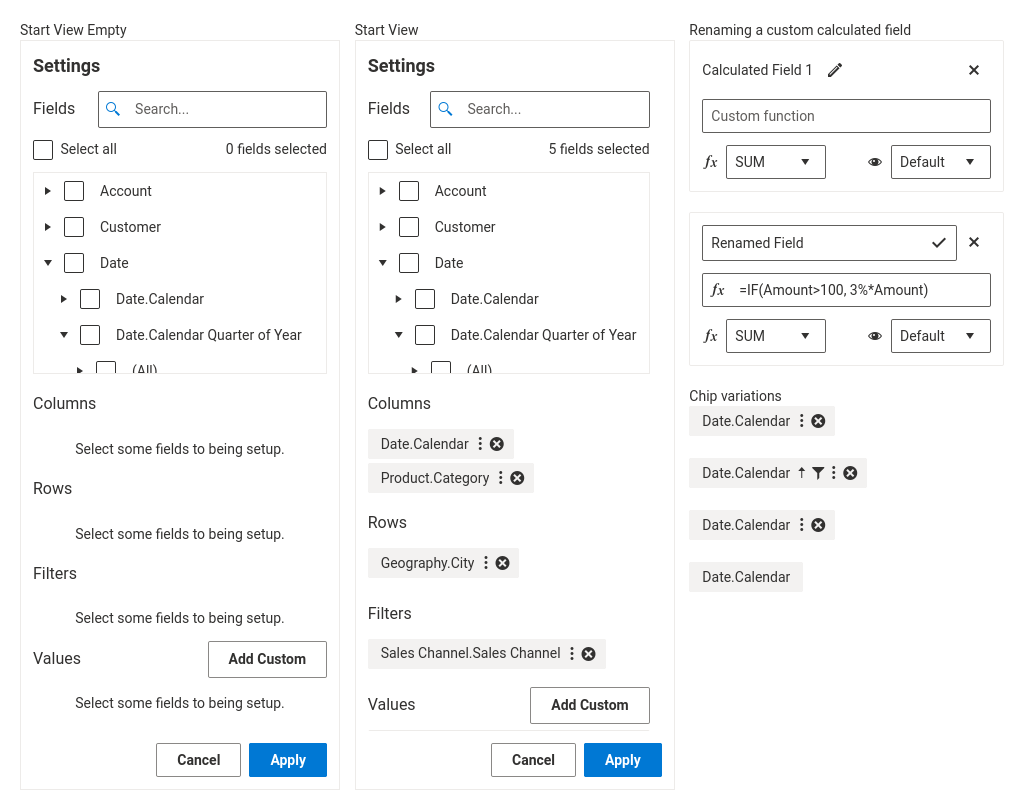 Start View Empty
Settings
Fields
Search...
Select all
0 fields selected
Account
Customer
Date
Date.Calendar
Date.Calendar Quarter of Year
(All)
Columns
Select some fields to being setup.
Rows
Select some fields to being setup.
Filters
Select some fields to being setup.
Values
Add Custom
Select some fields to being setup.
Cancel
Apply
Start View
Settings
Fields
Search...
Select all
5 fields selected
Account
Customer
Date
Date.Calendar
Date.Calendar Quarter of Year
(All)
Columns
Date.Calendar
Product.Category
Rows
Geography.City
Filters
Sales Channel.Sales Channel
Values
Add Custom
Cancel
Apply
Renaming a custom calculated field
Calculated Field 1
Custom function
fx
SUM
Default
Renamed Field
fx =IF(Amount>100, 3%*Amount)
fx
SUM
Default
Chip variations
Date.Calendar
Date.Calendar
Date.Calendar
Date.Calendar